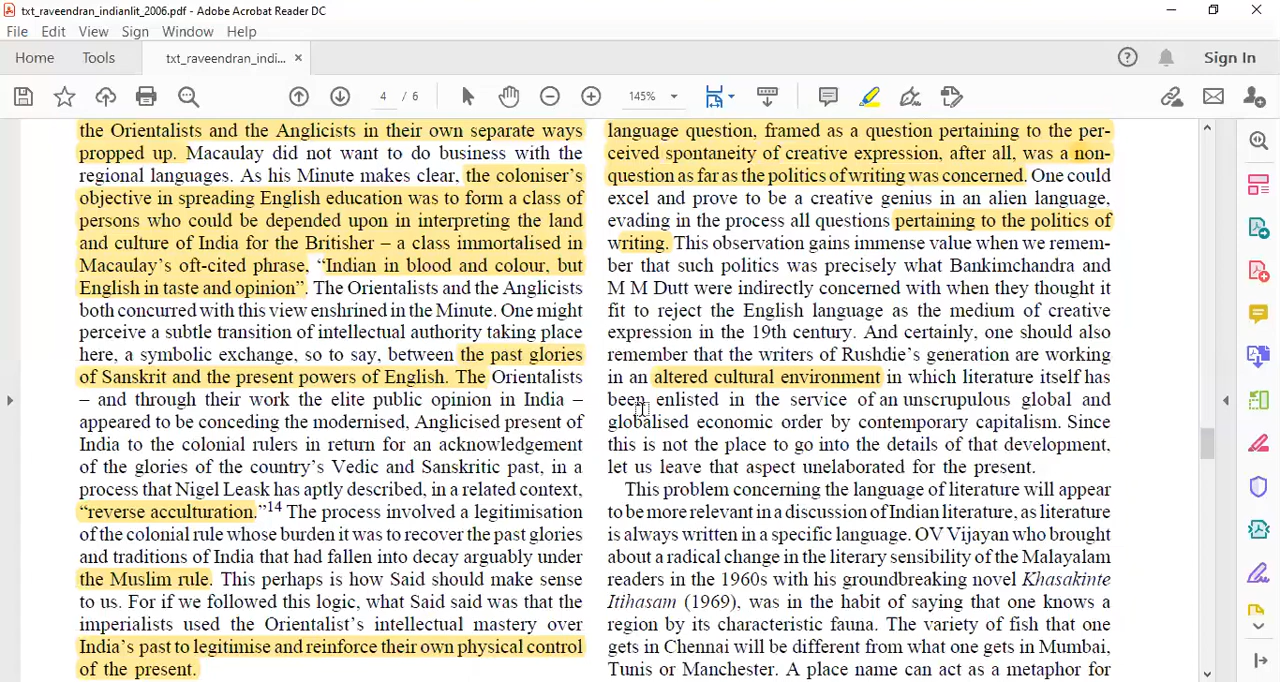 txt_raveendran_indianlit_2006.pdf - Adobe Acrobat Reader DC
File Edit View Sign Window Help
Home Tools txt_raveendran_indi... × Sign In
4 / 6 145%
the Orientalists and the Anglicists in their own separate ways
propped up. Macaulay did not want to do business with the
regional languages. As his Minute makes clear, the coloniser’s
objective in spreading English education was to form a class of
persons who could be depended upon in interpreting the land
and culture of India for the Britisher – a class immortalised in
Macaulay’s oft-cited phrase, “Indian in blood and colour, but
English in taste and opinion”. The Orientalists and the Anglicists
both concurred with this view enshrined in the Minute. One might
perceive a subtle transition of intellectual authority taking place
here, a symbolic exchange, so to say, between the past glories
of Sanskrit and the present powers of English. The Orientalists
– and through their work the elite public opinion in India –
appeared to be conceding the modernised, Anglicised present of
India to the colonial rulers in return for an acknowledgement
of the glories of the country’s Vedic and Sanskritic past, in a
process that Nigel Leask has aptly described, in a related context,
“reverse acculturation.”14 The process involved a legitimisation
of the colonial rule whose burden it was to recover the past glories
and traditions of India that had fallen into decay arguably under
the Muslim rule. This perhaps is how Said should make sense
to us. For if we followed this logic, what Said said was that the
imperialists used the Orientalist’s intellectual mastery over
India’s past to legitimise and reinforce their own physical control
of the present.
language question, framed as a question pertaining to the per-
ceived spontaneity of creative expression, after all, was a non-
question as far as the politics of writing was concerned. One could
excel and prove to be a creative genius in an alien language,
evading in the process all questions pertaining to the politics of
writing. This observation gains immense value when we remem-
ber that such politics was precisely what Bankimchandra and
M M Dutt were indirectly concerned with when they thought it
fit to reject the English language as the medium of creative
expression in the 19th century. And certainly, one should also
remember that the writers of Rushdie’s generation are working
in an altered cultural environment in which literature itself has
been enlisted in the service of an unscrupulous global and
globalised economic order by contemporary capitalism. Since
this is not the place to go into the details of that development,
let us leave that aspect unelaborated for the present.
This problem concerning the language of literature will appear
to be more relevant in a discussion of Indian literature, as literature
is always written in a specific language. OV Vijayan who brought
about a radical change in the literary sensibility of the Malayalam
readers in the 1960s with his groundbreaking novel Khasakinte
Itihasam (1969), was in the habit of saying that one knows a
region by its characteristic fauna. The variety of fish that one
gets in Chennai will be different from what one gets in Mumbai,
Tunis or Manchester. A place name can act as a metaphor for